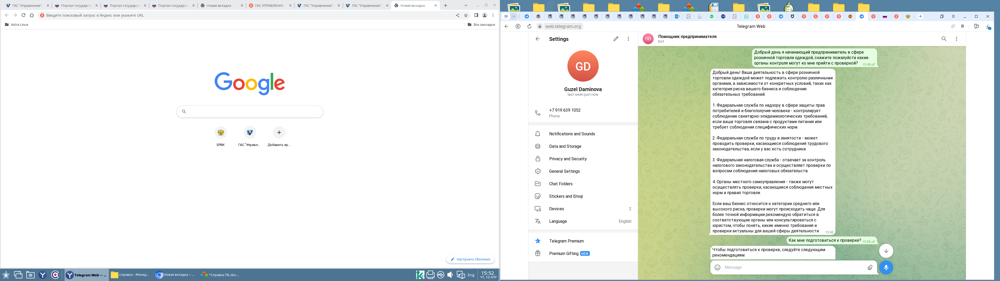 ГАС "Управление".
Портал государст
Портал государст
Портал государст
Новая вкладка
ГАС УПРАВЛЕНИЕ
ГАС "Управление".
ГАС "Управление".
Новая вкладка
Введите поисковый запрос в Яндекс или укажите URL
Astra Linux
Все закладки
Google
ЕРВК
ГАС "Управл...
Добавить яр...
Настроить Chromium
Telegram Web – ...
справка – Менед...
Новая вкладка – ...
*Справка ПБ.doc...
Eng
15:52
ЧТ, 10 АПР
34
web.telegram.org
Telegram Web
Settings
GD
Guzel Daminova
last seen just now
+7 919 639 1052
Phone
Notifications and Sounds
Data and Storage
Privacy and Security
General Settings
Chat Folders
Stickers and Emoji
Devices 2
Language English
Telegram Premium
Premium Gifting NEW
ПП
Помощник предпринимателя
bot
Добрый день я начинающий предприниматель в сфере
розничной торговли одеждой, скажите пожалуйста какие
органы контроля могут ко мне прийти с проверкой? 15:49
Добрый день! Ваша деятельность в сфере розничной
торговли одеждой может подлежать контролю различными
органами, в зависимости от конкретных условий, таких как
категория риска вашего бизнеса и соблюдение
обязательных требований.
1. Федеральная служба по надзору в сфере защиты прав
потребителей и благополучия человека - контролирует
соблюдение санитарно-эпидемиологических требований,
если ваша торговля связана с продуктами питания или
требует соблюдения специфических норм.
2. Федеральная служба по труду и занятости - может
проводить проверки, касающиеся соблюдения трудового
законодательства, если у вас есть сотрудники.
3. Федеральная налоговая служба - отвечает за контроль
налогового законодательства и осуществляет проверки по
вопросам соблюдения налоговых обязательств.
4. Органы местного самоуправления - также могут
осуществлять проверки, касающиеся соблюдения местных
норм и правил торговли.
Если ваш бизнес относится к категории среднего или
высокого риска, проверки могут происходить чаще. Для
более точной информации рекомендую обратиться в
соответствующие органы или консультироваться с
юристом, чтобы понять, какие именно требования и
проверки актуальны для вашей сферы деятельности. 15:50
Как мне подготовиться к проверке? 15:50
Чтобы подготовиться к проверке, следуйте следующим
рекомендациям:
Message